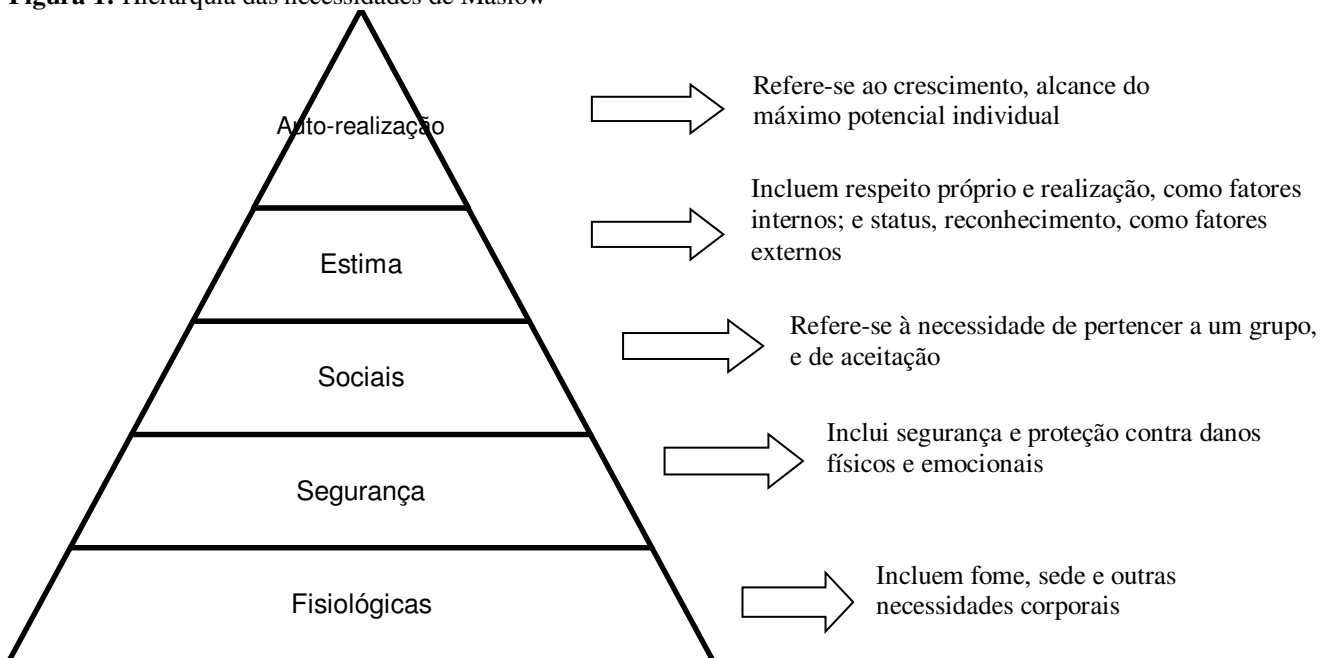 Figura 1: Hierarquia das necessidades de Maslow
Auto-realização
Refere-se ao crescimento, alcance do
máximo potencial individual
Estima
Incluem respeito próprio e realização, como fatores
internos; e status, reconhecimento, como fatores
externos
Sociais
Refere-se à necessidade de pertencer a um grupo,
e de aceitação
Segurança
Inclui segurança e proteção contra danos
físicos e emocionais
Fisiológicas
Incluem fome, sede e outras
necessidades corporais